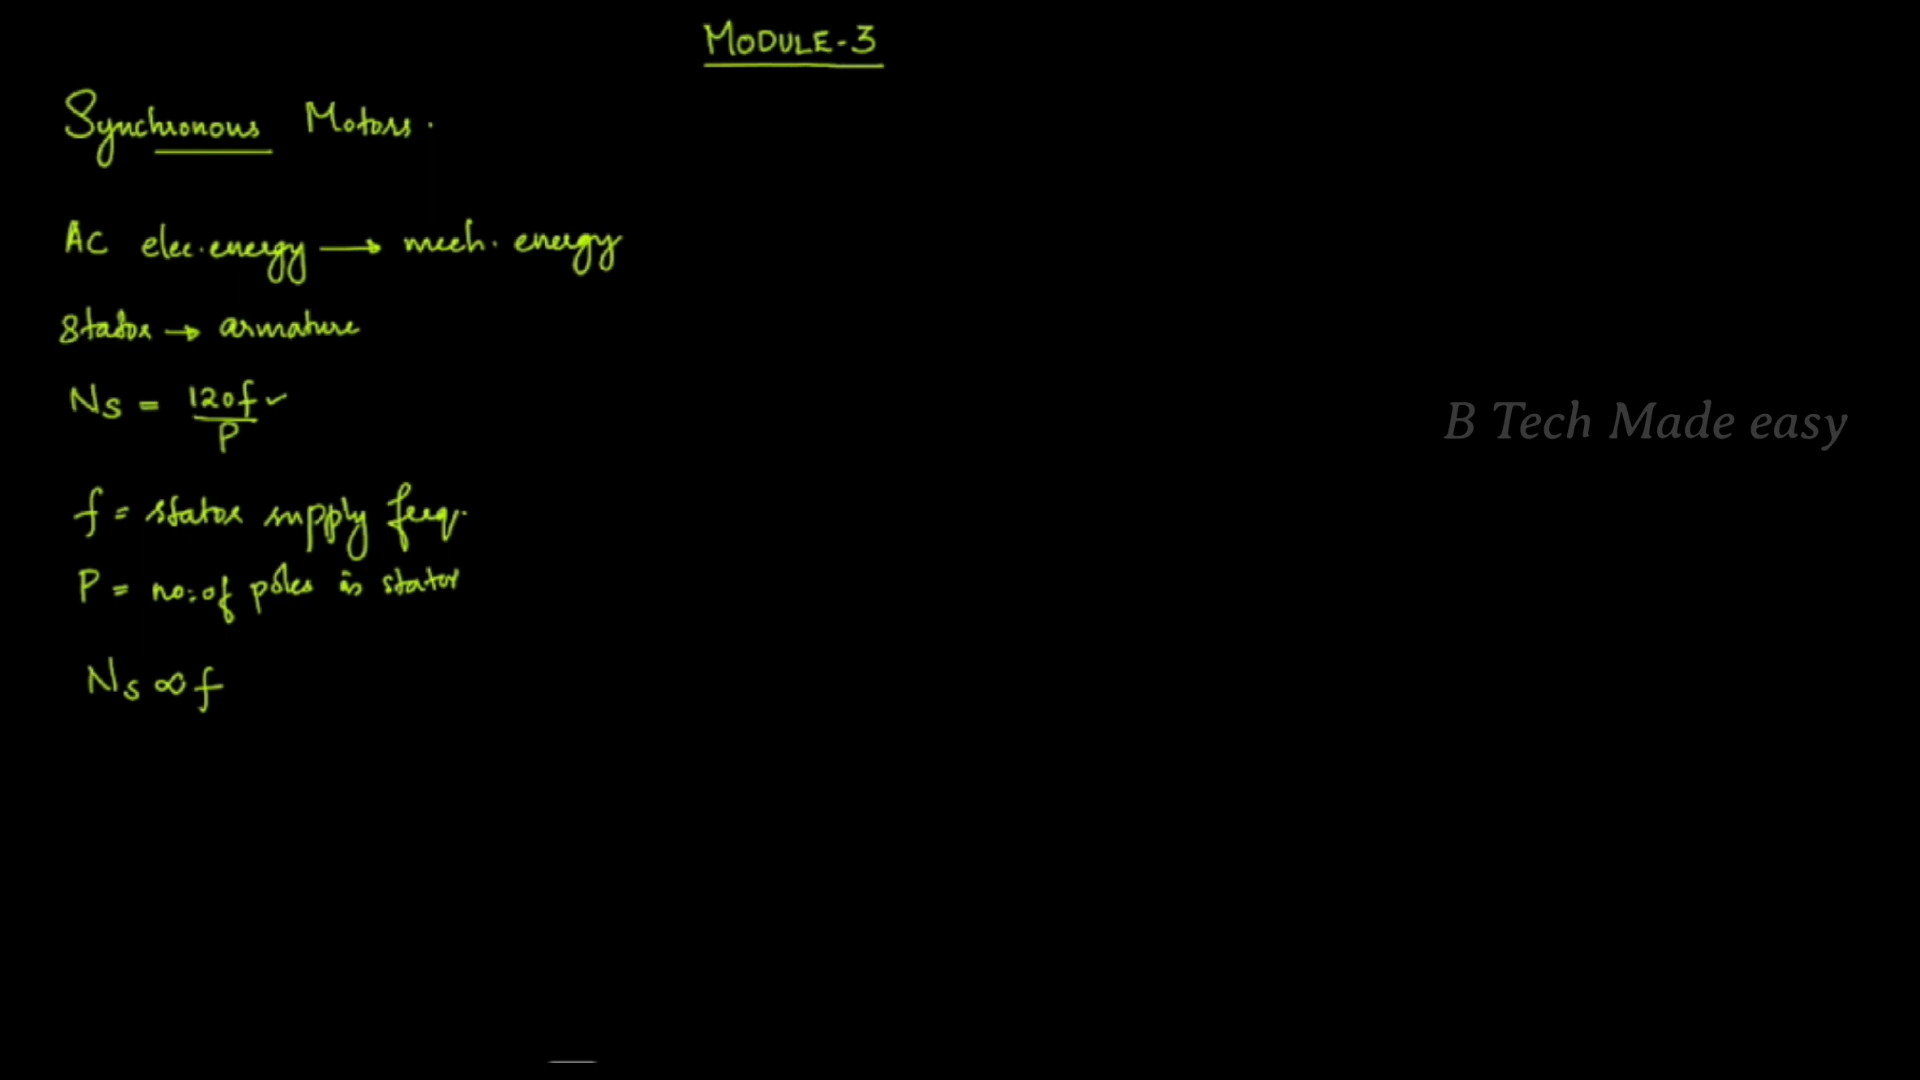 MODULE-3
Synchronous Motors.
AC elec. energy → mech. energy
Stator → armature
Ns = 120f ✓
P
f = stator supply freq.
P = no: of poles in stator
Ns ∝ f
B Tech Made easy